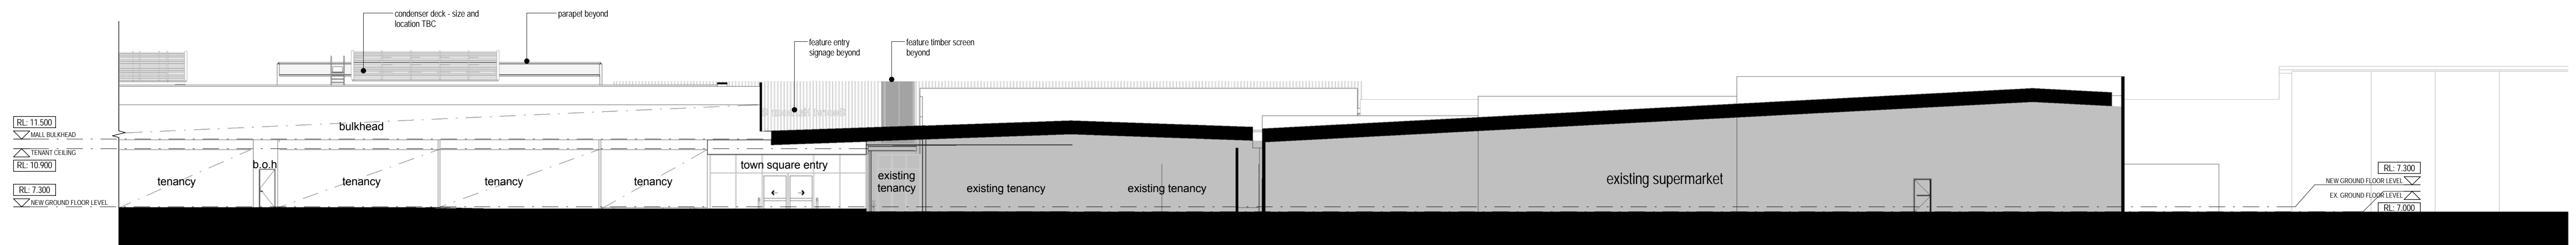 condenser deck - size and
location TBC
parapet beyond
feature entry
signage beyond
feature timber screen
beyond
RL: 11.500
MALL BULKHEAD
TENANT CEILING
RL: 10.900
RL: 7.300
NEW GROUND FLOOR LEVEL
bulkhead
tenancy
b.o.h
tenancy
tenancy
tenancy
town square entry
existing
tenancy
existing tenancy
existing tenancy
existing supermarket
RL: 7.300
NEW GROUND FLOOR LEVEL
EX. GROUND FLOOR LEVEL
RL: 7.000